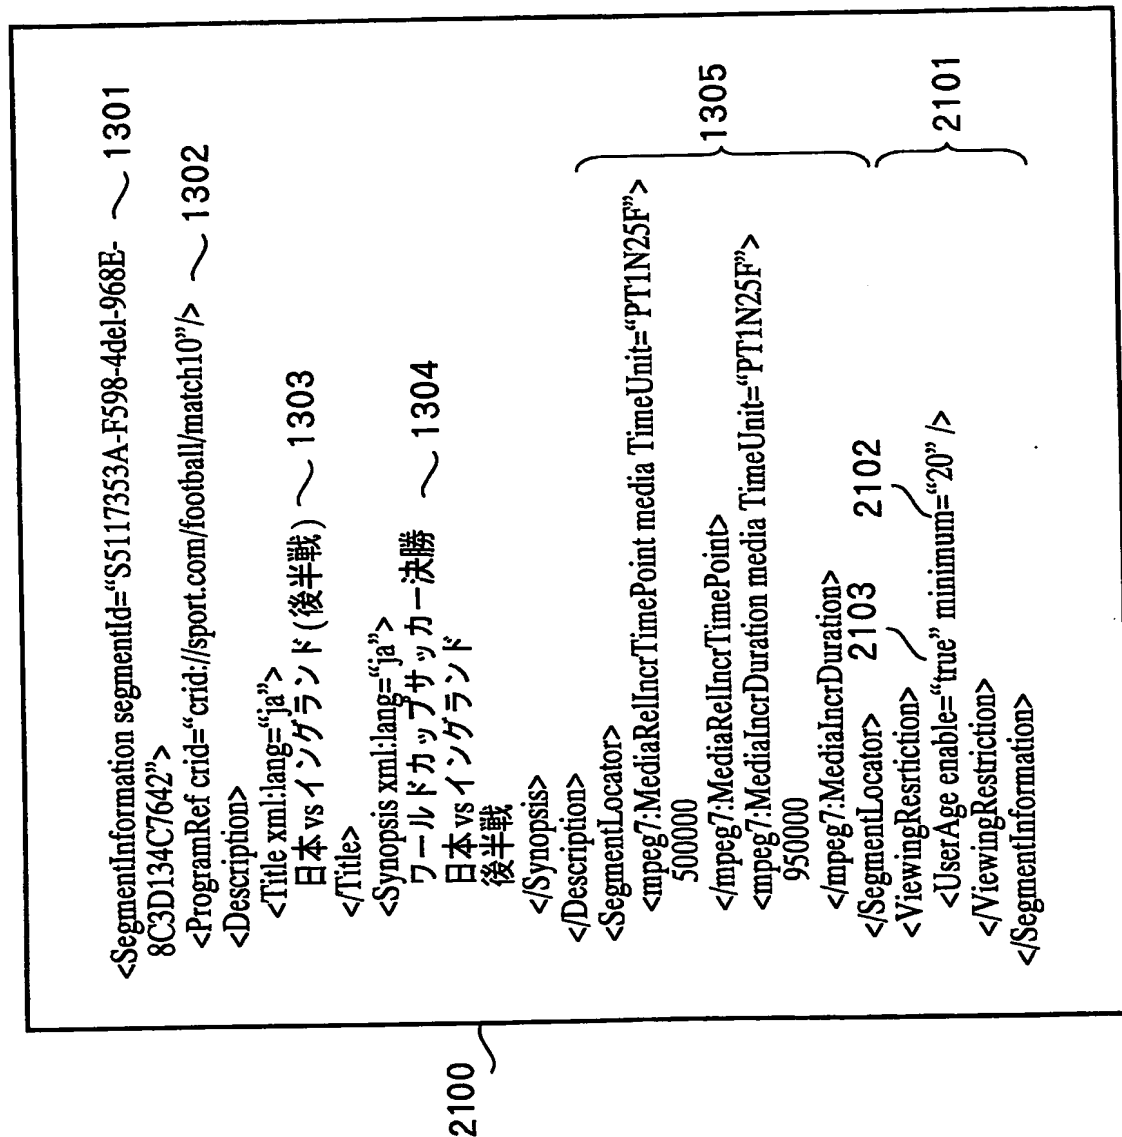 2100
<SegmentInformation segmentId=“S5117353A-F598-4del-968E- 〜 1301
8C3D134C7642”>
<ProgramRef crid=“crid://sport.com/football/match10”/> 〜 1302
<Description>
<Title xml:lang=“ja”>
日本 vs イングランド (後半戦) 〜 1303
</Title>
<Synopsis xml:lang=“ja”>
ワールドカップサッカー決勝 〜 1304
日本 vs イングランド
後半戦
</Synopsis>
</Description>
<SegmentLocator>
<mpeg7:MediaRelIncrTimePoint media TimeUnit=“PT1N25F”>
500000
</mpeg7:MediaRelIncrTimePoint>
1305
<mpeg7:MediaIncrDuration media TimeUnit=“PT1N25F”>
950000
</mpeg7:MediaIncrDuration>
</SegmentLocator> 2103 2102
<ViewingResrtiction>
<UserAge enable=“true” minimum=“20” />
2101
</ViewingRestriction>
</SegmentInformation>